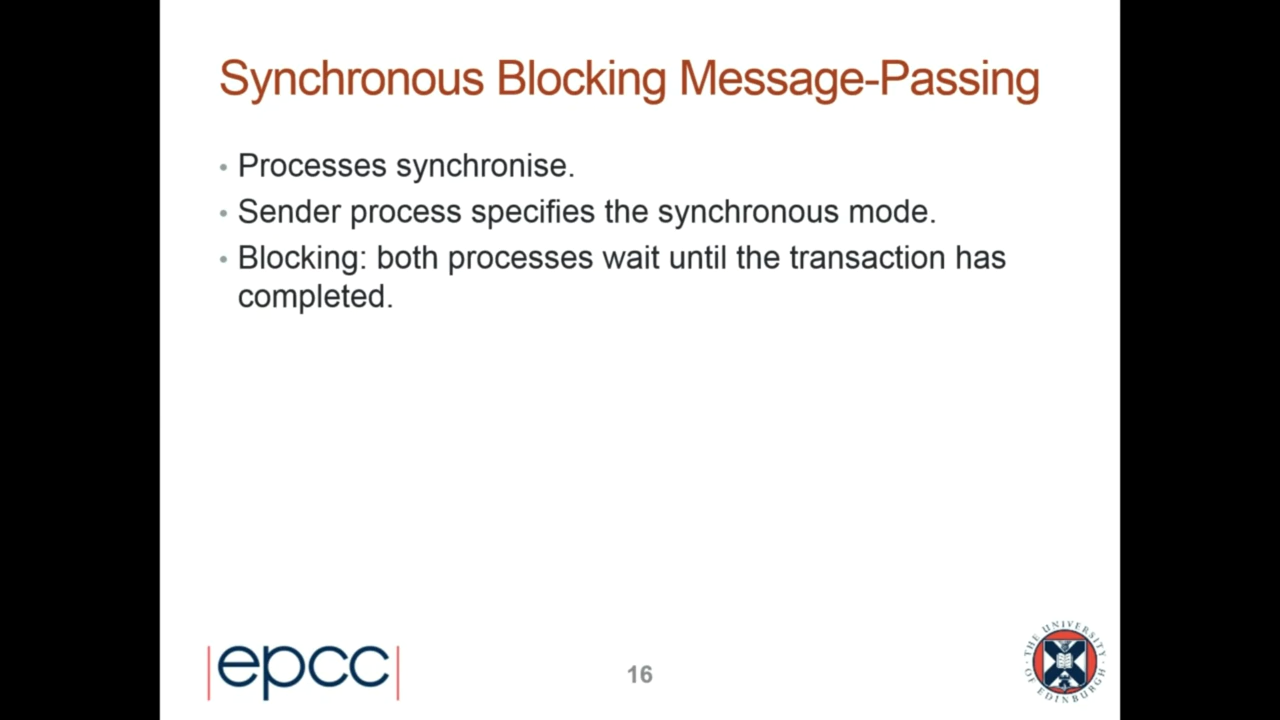 Synchronous Blocking Message-Passing
• Processes synchronise.
• Sender process specifies the synchronous mode.
• Blocking: both processes wait until the transaction has
completed.
|epcc|
16
THE UNIVERSITY
OF EDINBURGH